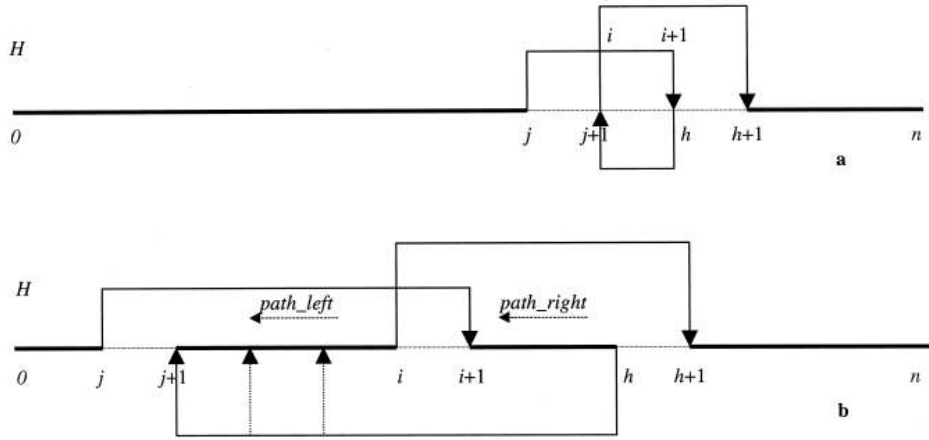 i i+1
H
0 j j+1 h h+1 n
a
H path_left path_right
0 j j+1 i i+1 h h+1 n
b